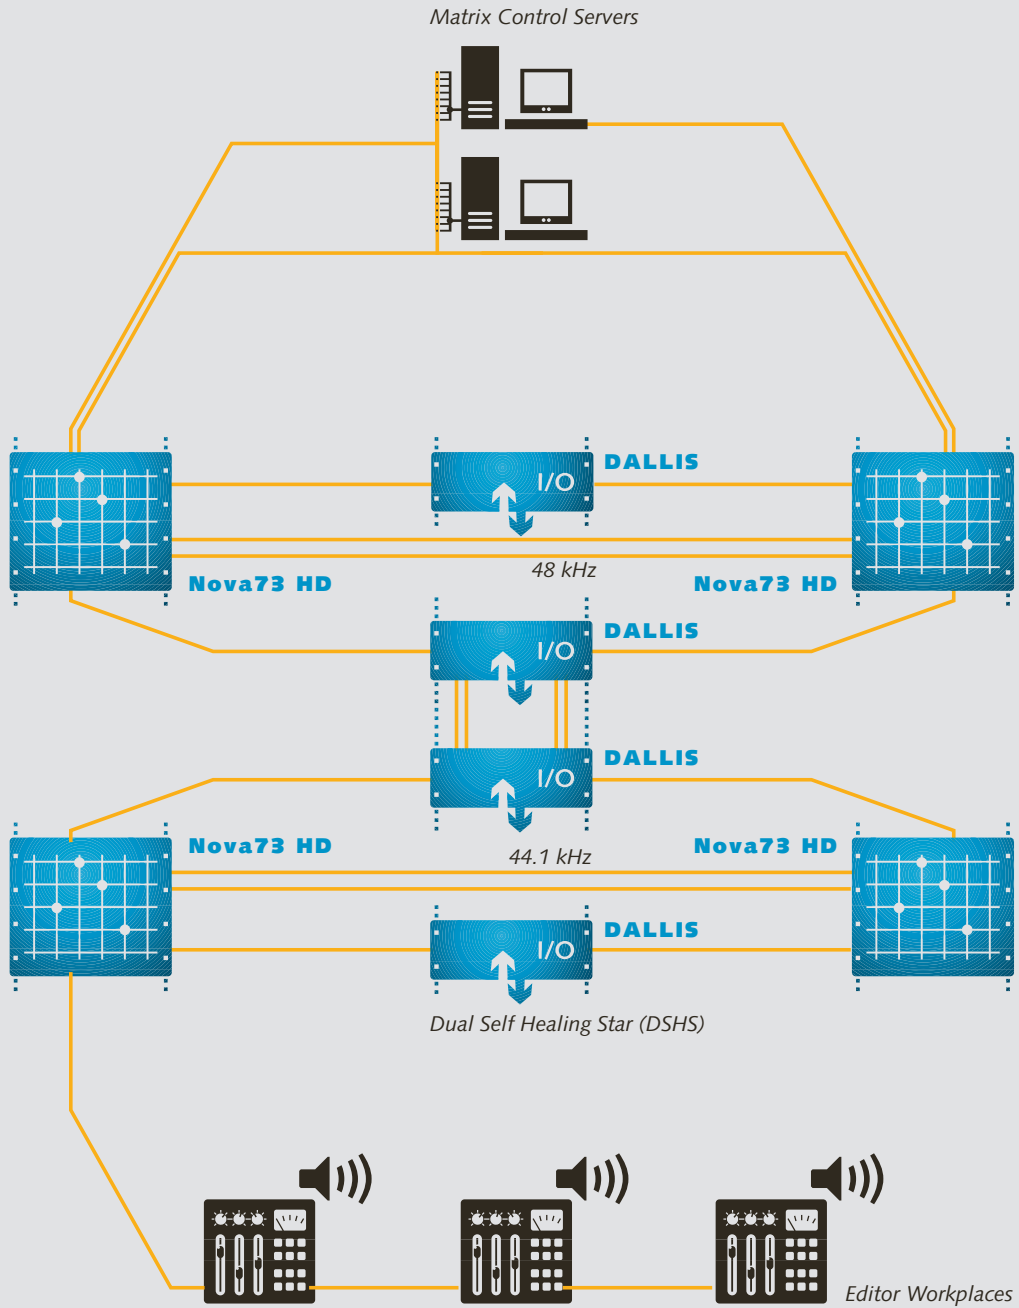 Matrix Control Servers
I/O
DALLIS
48 kHz
Nova73 HD
Nova73 HD
I/O
DALLIS
I/O
DALLIS
Nova73 HD
Nova73 HD
44.1 kHz
I/O
DALLIS
Dual Self Healing Star (DSHS)
Editor Workplaces